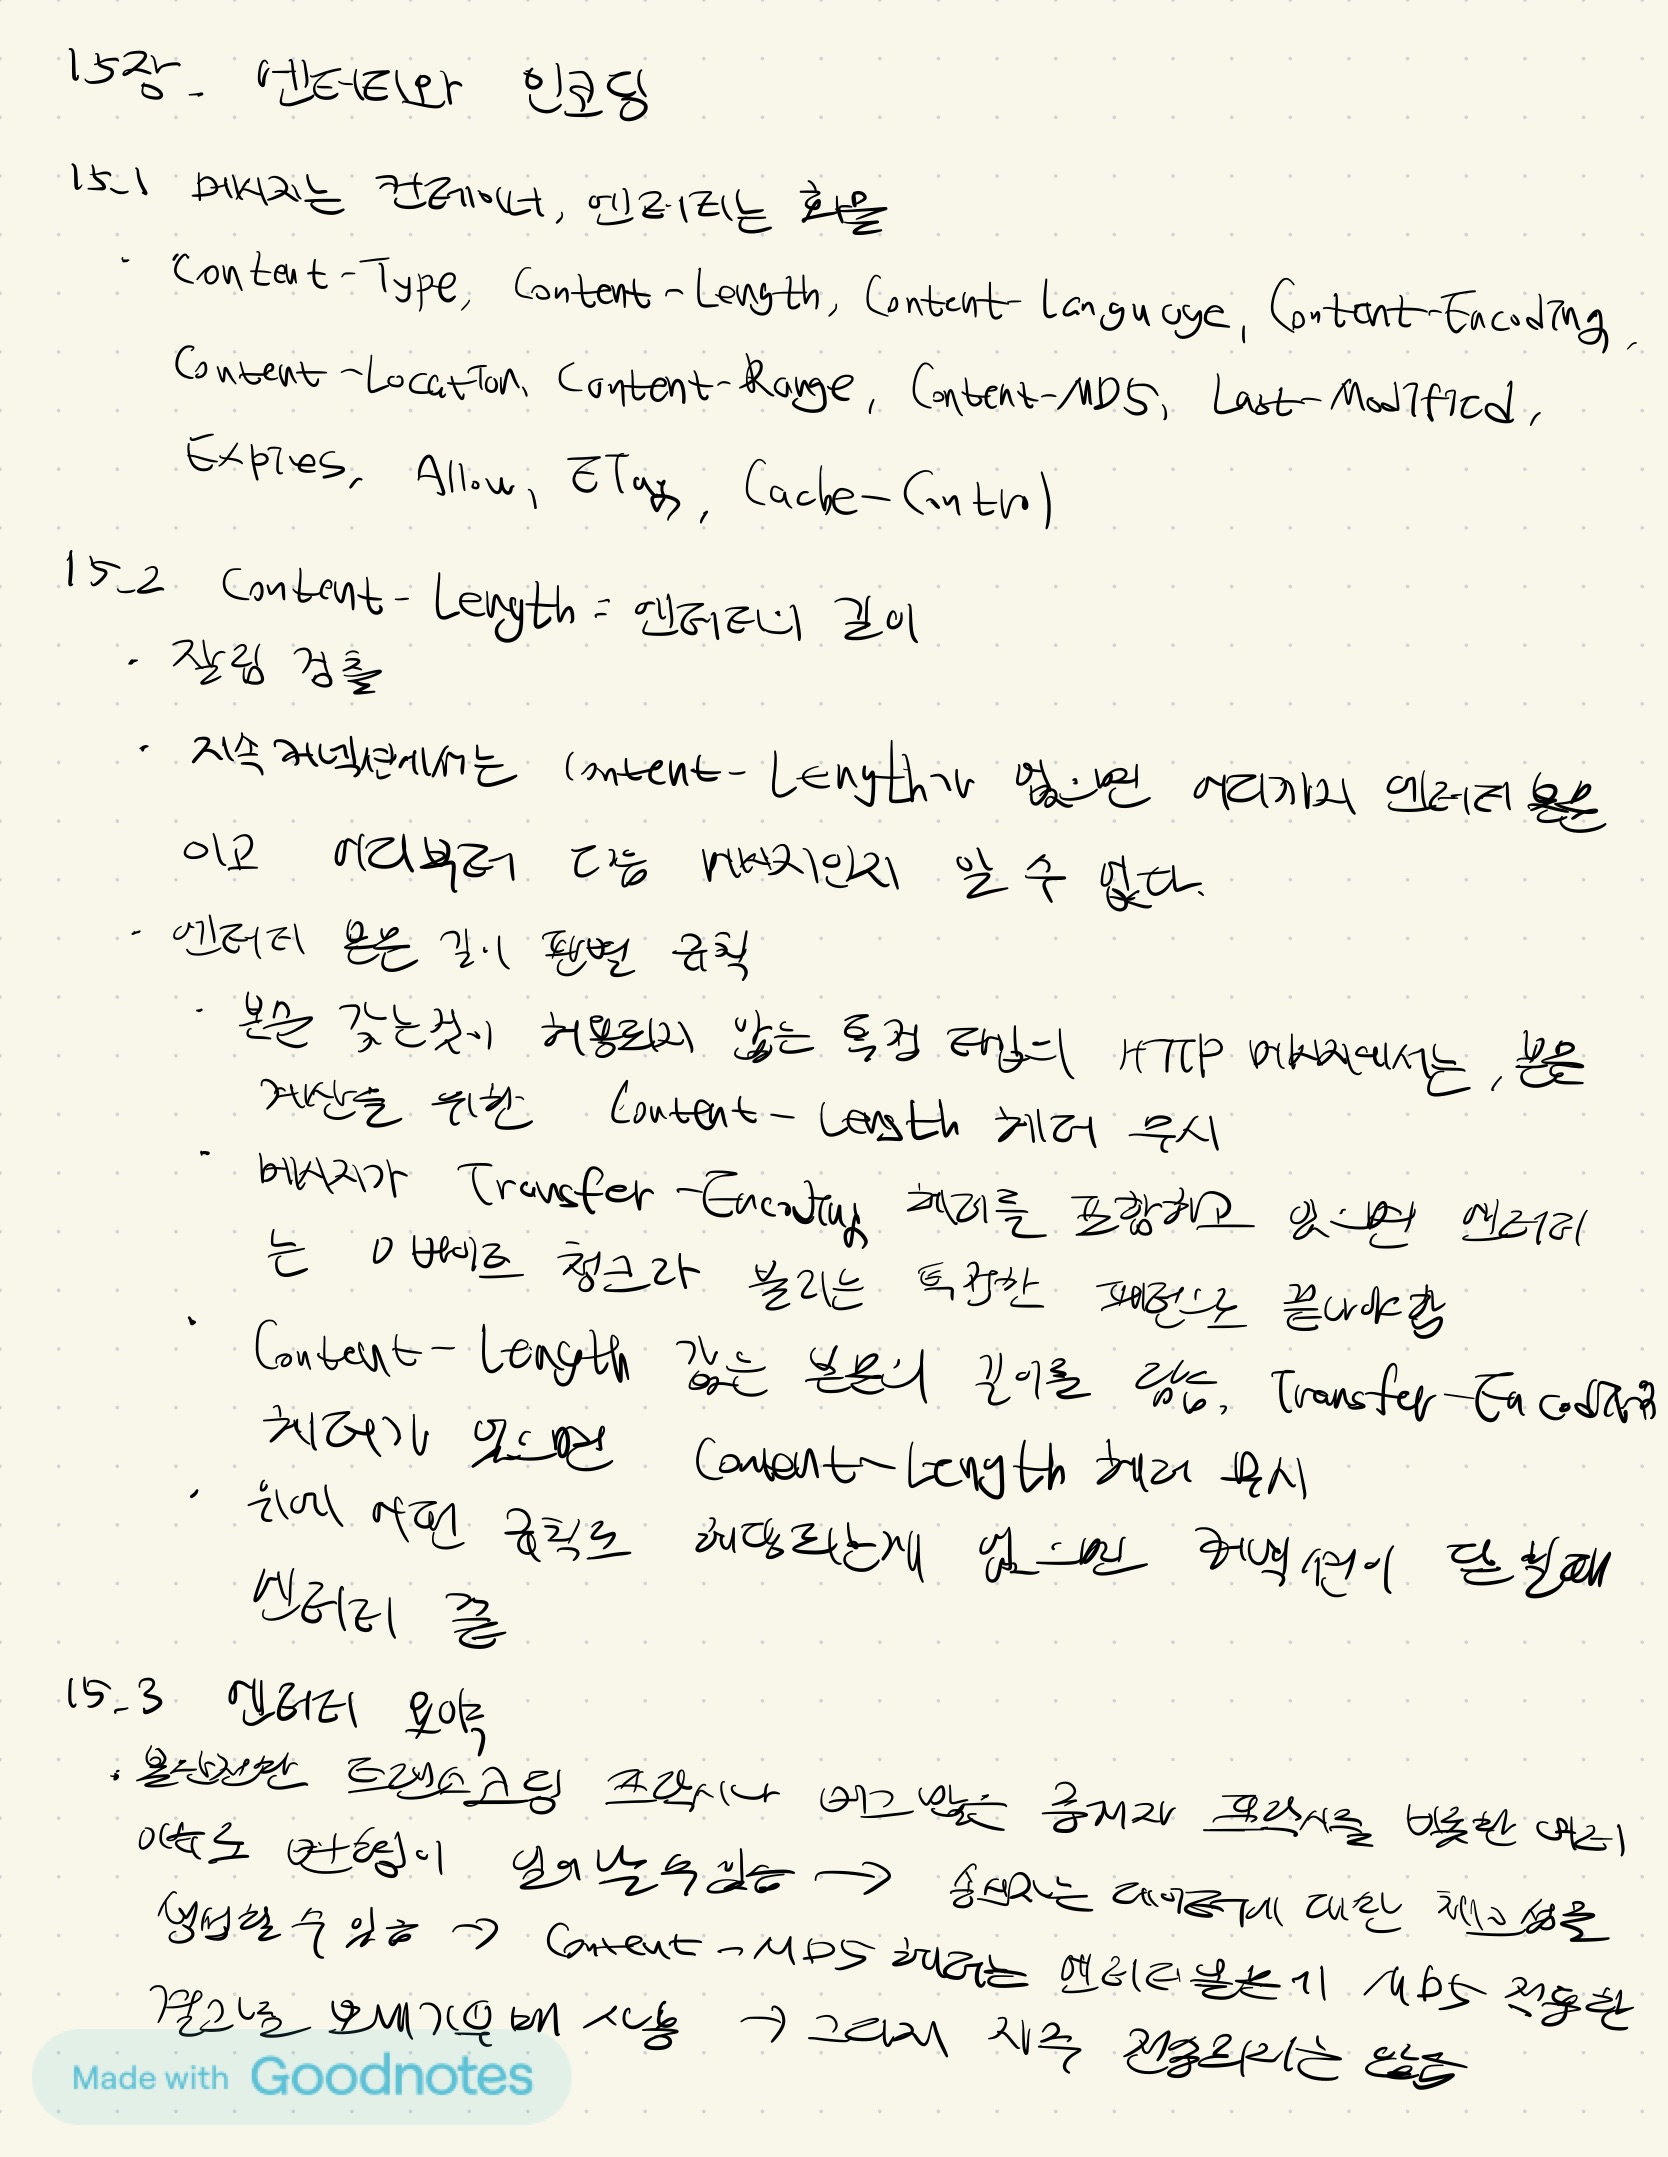 15장. 엔터티와 인코딩
15.1 메시지는 컨테이너, 엔터티는 화물
· Content-Type, Content-Length, Content-Language, Content-Encoding,
Content-Location, Content-Range, Content-MD5, Last-Modified,
Expires, Allow, ETag, Cache-Control
15.2 Content-Length = 엔터티의 길이
· 잘림 검출
· 지속 커넥션에서는 Content-Length가 없으면 어디까지 엔터티 본문
이고 어디부터 다음 메시지인지 알 수 없다.
· 엔터티 본문 길이 판별 규칙
· 본문 갖는것이 허용되지 않는 특정 타입의 HTTP 메시지에서는, 본문
계산을 위한 Content-Length 헤더 무시
· 메시지가 Transfer-Encoding 헤더를 포함하고 있으면 엔터티
는 0 바이트 청크라 불리는 특정한 패턴으로 끝나야함
· Content-Length 값은 본문의 길이를 담음, Transfer-Encoding
헤더가 있으면 Content-Length 헤더 무시
· 위에 어떤 규칙도 해당되는게 없으면 커넥션이 닫힐때
엔터티 끝
15.3 엔터티 요약
· 불완전한 트랜스코딩 프락시나 버그 많은 중개자 프락시를 비롯한 여러
이유로 변형이 일어날 수 있음 → 송신자는 데이터에 대한 체크섬을
생성할 수 있음 → Content-MD5 헤더는 엔터티 본문에 MD5 적용한
결과를 보내기 위해 사용 → 그러나 자주 전송되지는 않음
Made with Goodnotes